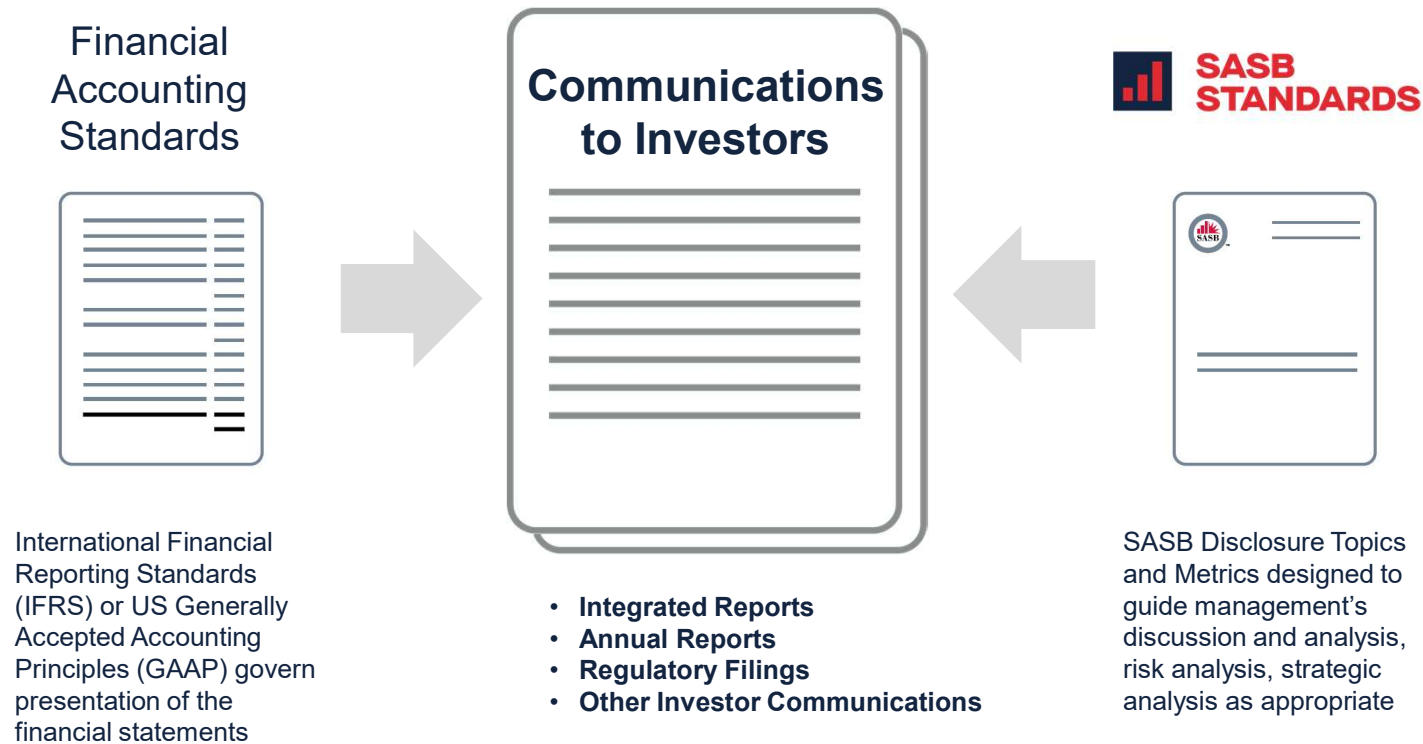 Financial
Accounting
Standards
International Financial
Reporting Standards
(IFRS) or US Generally
Accepted Accounting
Principles (GAAP) govern
presentation of the
financial statements
Communications
to Investors
• Integrated Reports
• Annual Reports
• Regulatory Filings
• Other Investor Communications
SASB
STANDARDS
SASB
SASB Disclosure Topics
and Metrics designed to
guide management’s
discussion and analysis,
risk analysis, strategic
analysis as appropriate